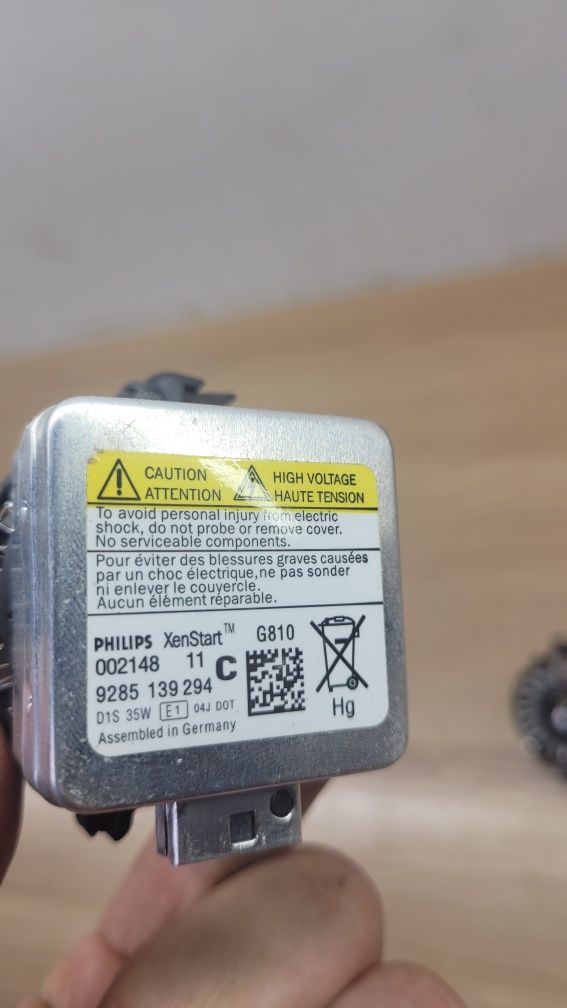 CAUTION
ATTENTION
HIGH VOLTAGE
HAUTE TENSION
To avoid personal injury from electric
shock, do not probe or remove cover.
No serviceable components.
Pour éviter des blessures graves causées
par un choc électrique,ne pas sonder
ni enlever le couvercle.
Aucun élément réparable.
PHILIPS XenStart™ G810
002148 11 C
9285 139 294
D1S 35W E1 04J DOT
Assembled in Germany
Hg